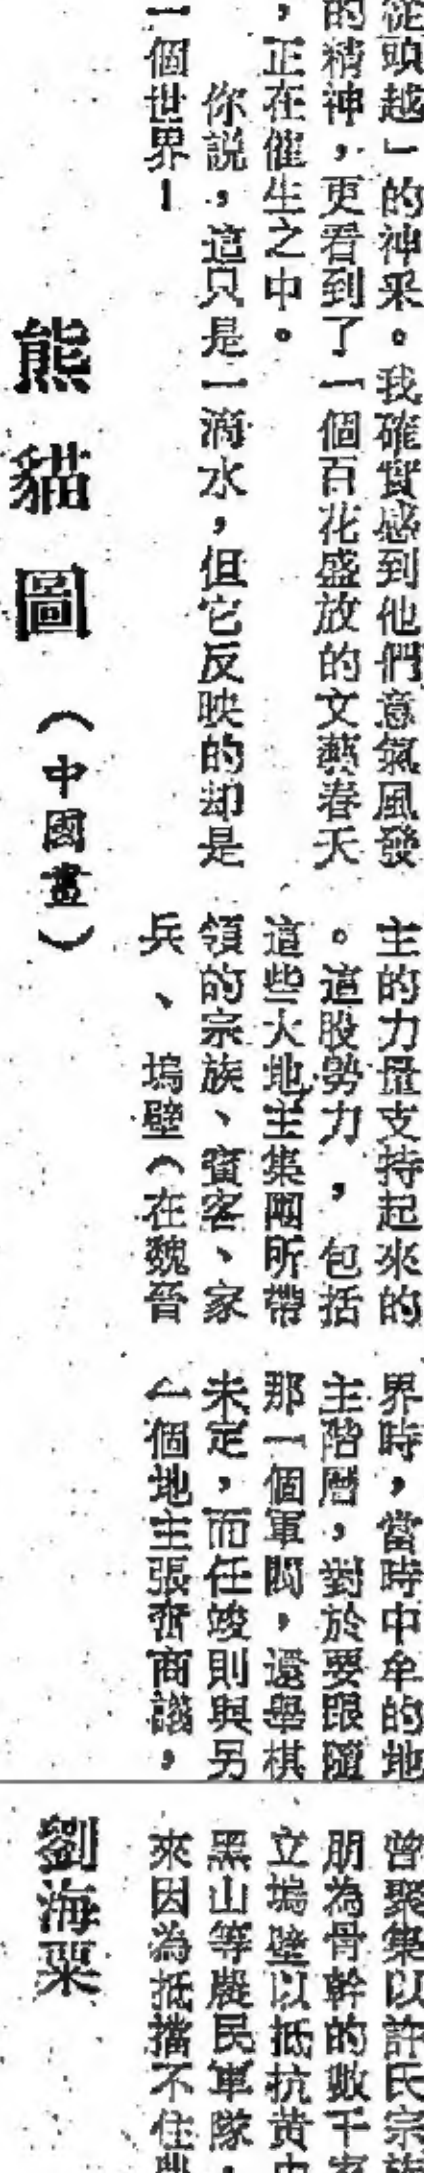 從頭越」的神采。我確實感到他們意氣風發
的精神,更看到了一個百花盛放的文藝春天
,正在催生之中。
你説,這只是一滴水,但它反映的却是
一個世界!
主的力量支持起來的
。這股勢力,包括
這些大地主集團所帶
領的宗族、賓客、家
兵、塢壁(在魏晉
界時,當時中牟的地
主階層,對於要跟隨
那一個軍閥,還舉棋
未定,而任竣則與另
一個地主張奮商議,
曾聚集以許氏宗族
朋為骨幹的數千家
立塢壁以抵抗黃巾
黑山等農民軍隊,
來因為抵擋不住
熊貓圖(中國畫)
劉海粟